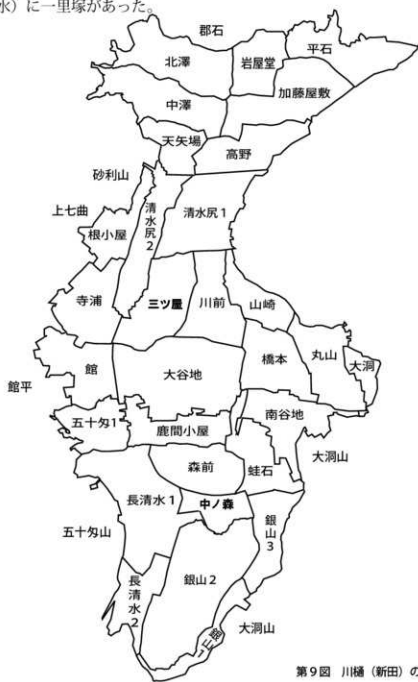 水）に一里塚があった。
郡石
平石
岩屋堂
北澤
加藤屋敷
中澤
天矢場
高野
砂利山
上七曲
清水尻1
清水尻2
根小屋
寺浦
三ツ屋
川前
山崎
丸山
大洞
橋本
館
大谷地
館平
南谷地
五十匁1
鹿間小屋
大洞山
森前
蛙石
長清水1
中ノ森
五十匁山
銀山3
銀山2
長清水2
銀山1
大洞山
第9図 川樋（新田）の